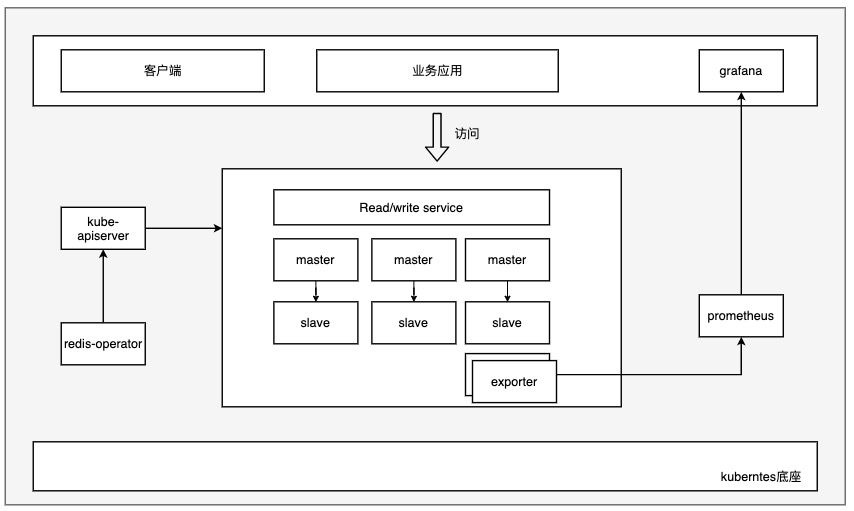 客户端
业务应用
grafana
访问
Read/write service
kube-
apiserver
master
master
master
slave
slave
slave
prometheus
redis-operator
exporter
kuberntes底座